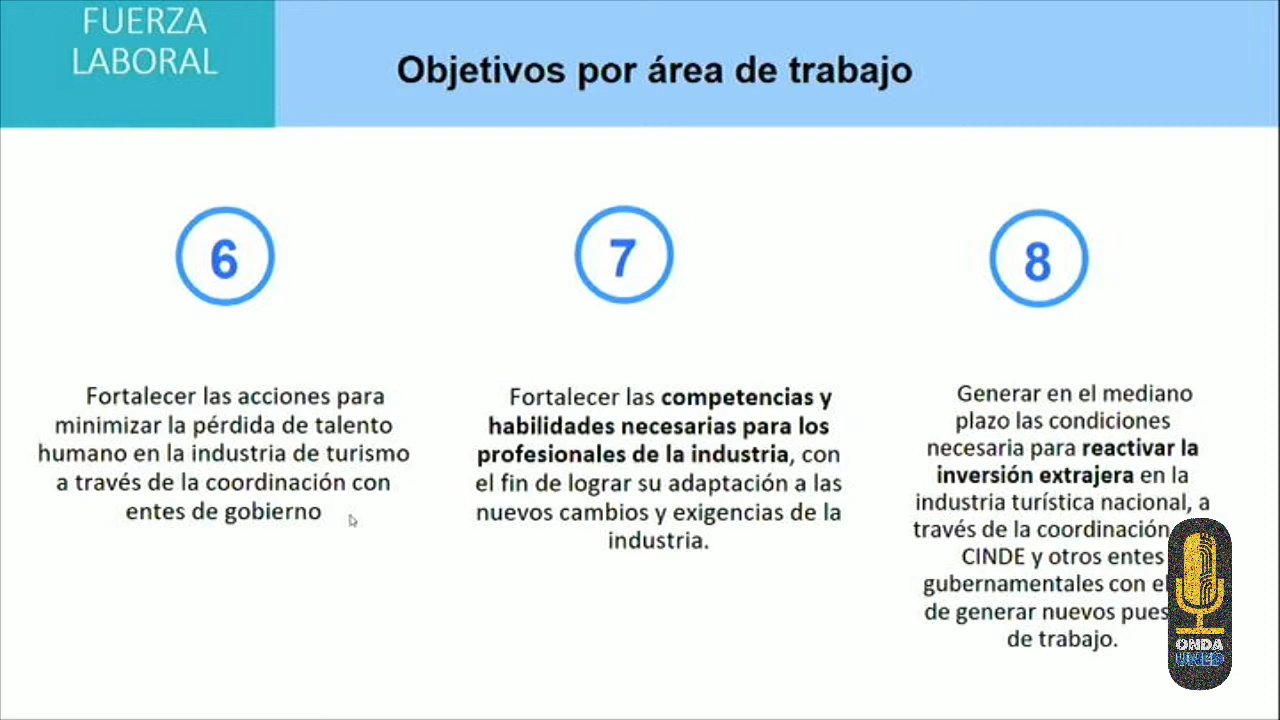 FUERZA
LABORAL
Objetivos por área de trabajo
6
Fortalecer las acciones para
minimizar la pérdida de talento
humano en la industria de turismo
a través de la coordinación con
entes de gobierno
7
Fortalecer las competencias y
habilidades necesarias para los
profesionales de la industria, con
el fin de lograr su adaptación a las
nuevos cambios y exigencias de la
industria.
8
Generar en el mediano
plazo las condiciones
necesaria para reactivar la
inversión extrajera en la
industria turística nacional, a
través de la coordinación
CINDE y otros entes
gubernamentales con
de generar nuevos
de trabajo.
ONDA
UNED